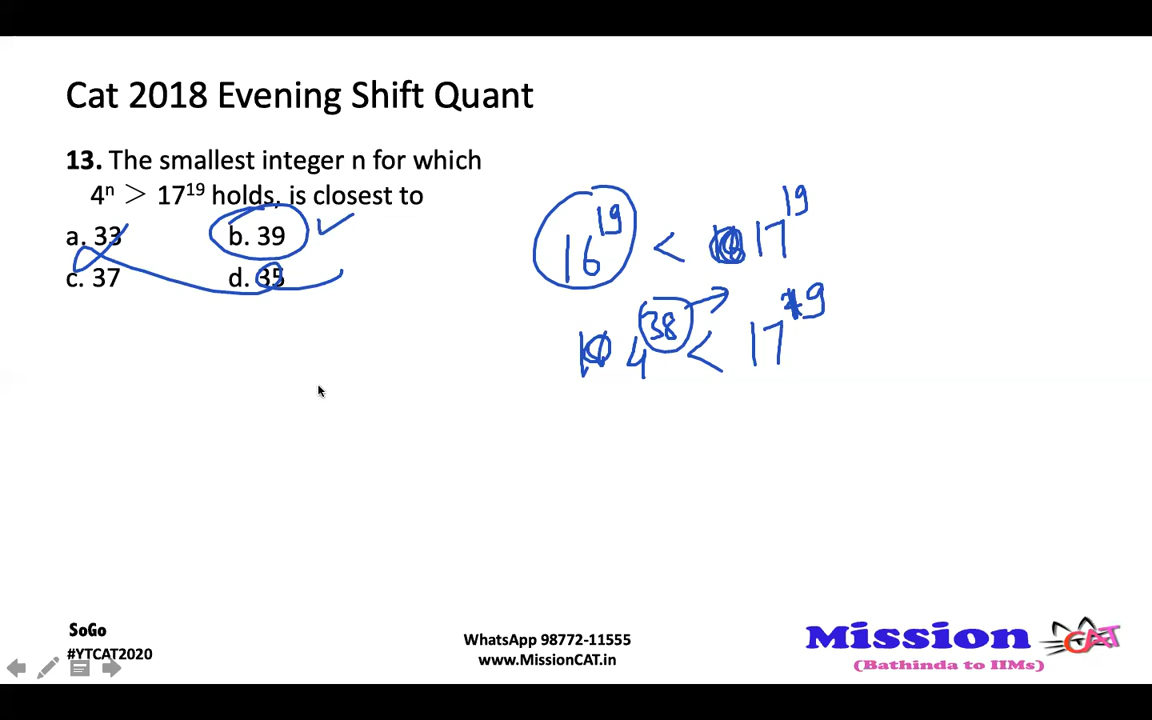 Cat 2018 Evening Shift Quant
13. The smallest integer n for which
4ⁿ > 17¹⁹ holds, is closest to
a. 33 b. 39
c. 37 d. 35
16¹⁹ < 17¹⁹
4³⁸ < 17¹⁹
SoGo
#YTCAT2020
WhatsApp 98772-11555
www.MissionCAT.in
Mission CAT
(Bathinda to IIMs)